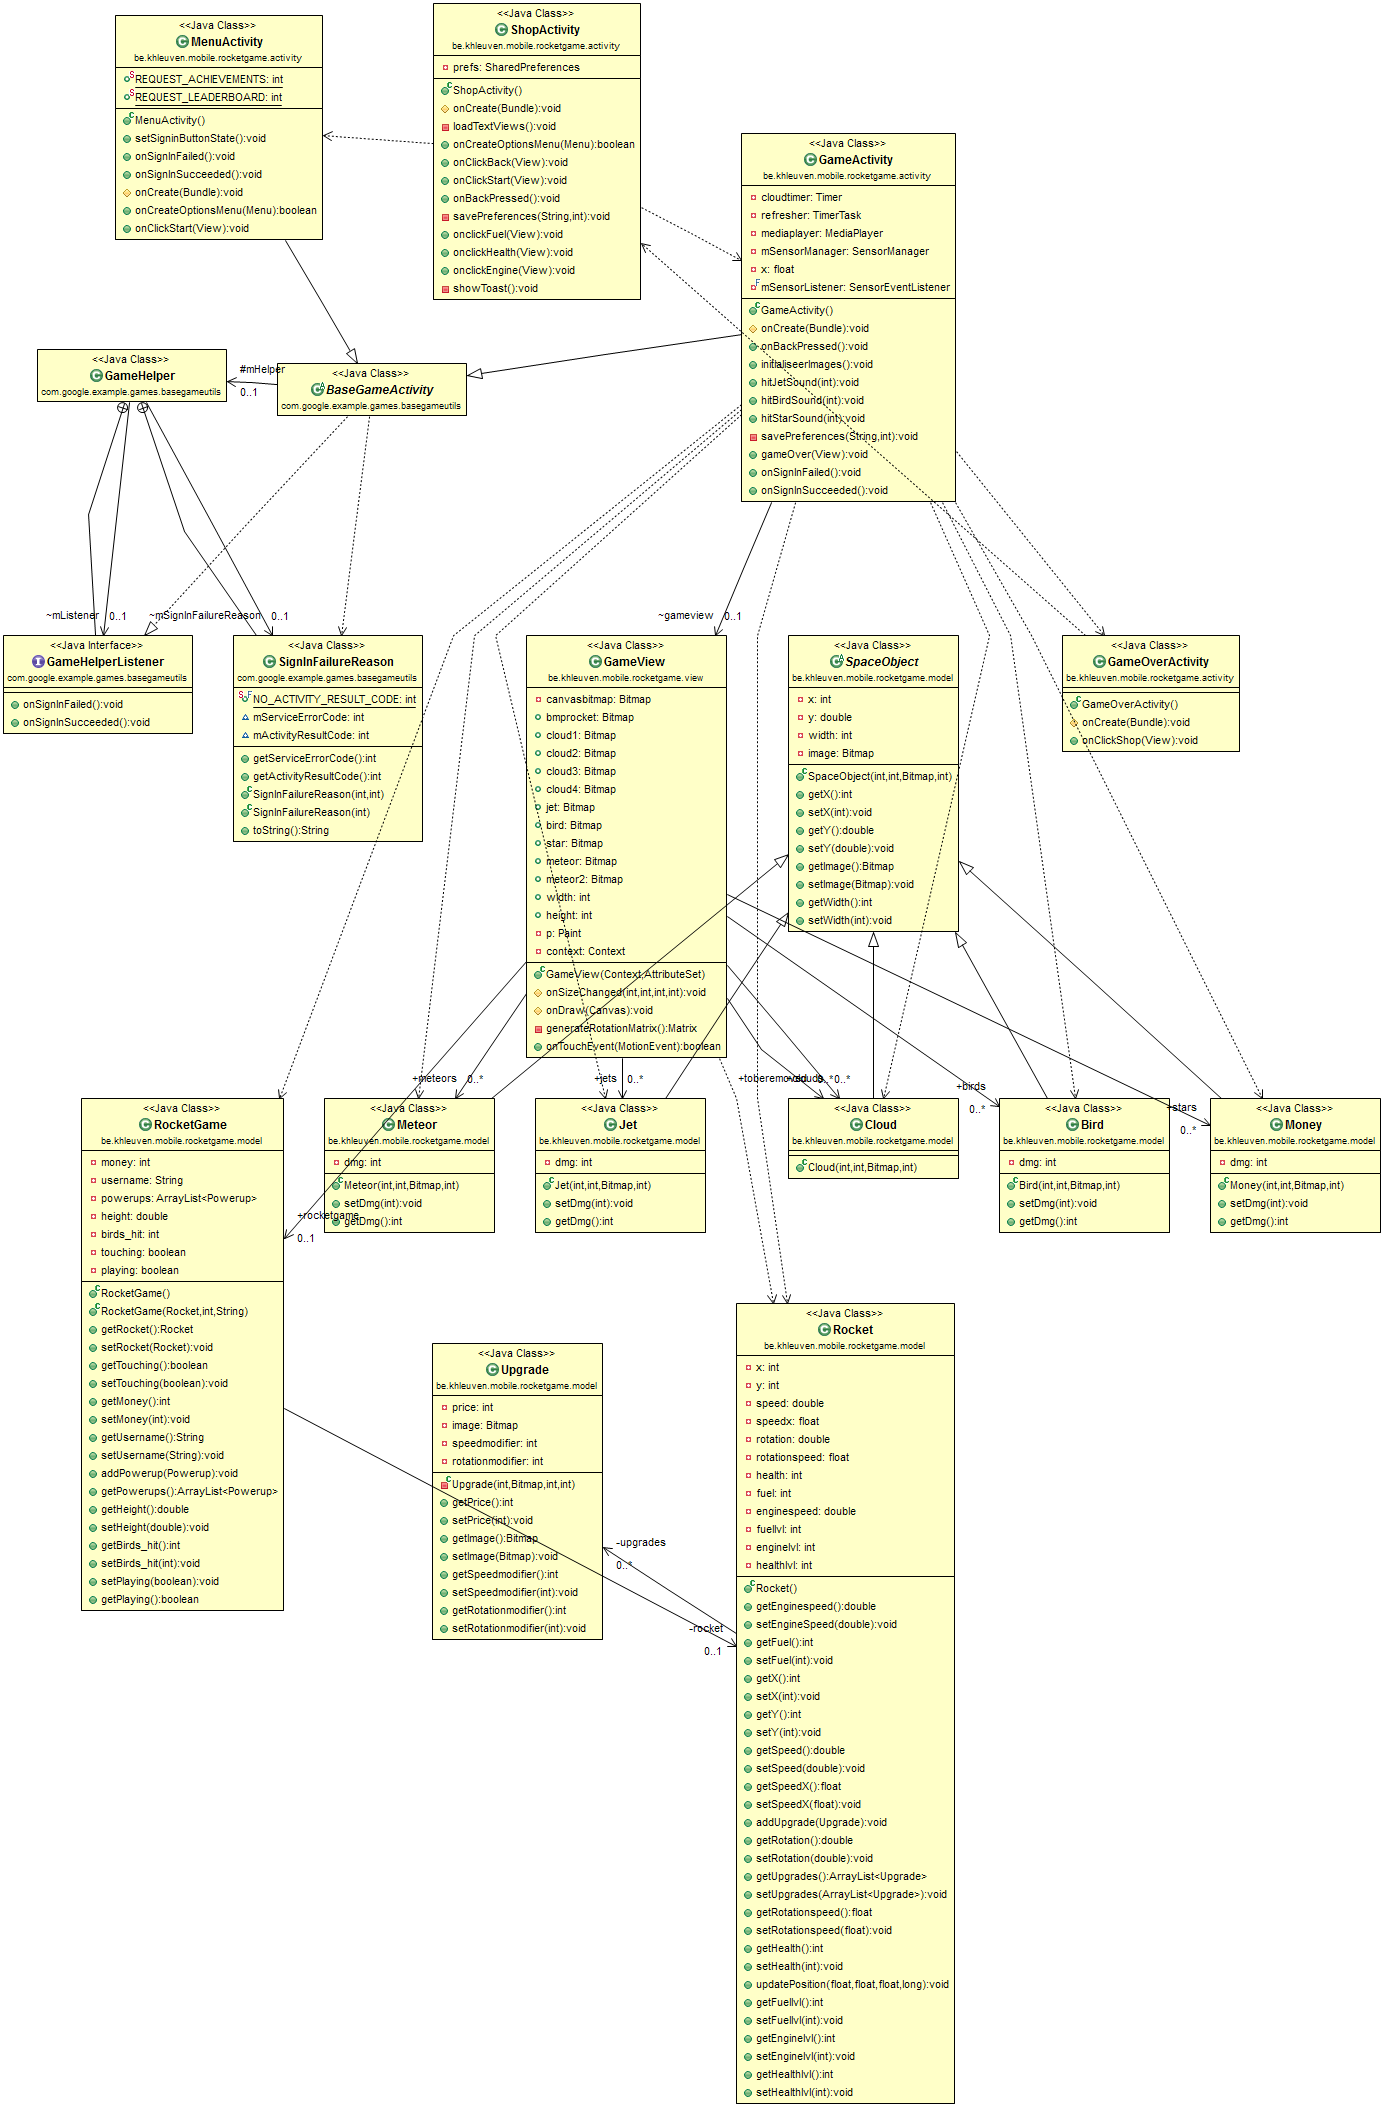 <<Java Class>>
MenuActivity
be.khleuven.mobile.rocketgame.activity
REQUEST_ACHIEVEMENTS: int
REQUEST_LEADERBOARD: int
MenuActivity()
setSigninButtonState():void
onSignInFailed():void
onSignInSucceeded():void
onCreate(Bundle):void
onCreateOptionsMenu(Menu):boolean
onClickStart(View):void
<<Java Class>>
ShopActivity
be.khleuven.mobile.rocketgame.activity
prefs: SharedPreferences
ShopActivity()
onCreate(Bundle):void
loadTextViews():void
onCreateOptionsMenu(Menu):boolean
onClickBack(View):void
onClickStart(View):void
onBackPressed():void
savePreferences(String,int):void
onclickFuel(View):void
onclickHealth(View):void
onclickEngine(View):void
showToast():void
<<Java Class>>
GameActivity
be.khleuven.mobile.rocketgame.activity
cloudtimer: Timer
refresher: TimerTask
mediaplayer: MediaPlayer
mSensorManager: SensorManager
x: float
mSensorListener: SensorEventListener
GameActivity()
onCreate(Bundle):void
onBackPressed():void
initialiseerImages():void
hitJetSound(int):void
hitBirdSound(int):void
hitStarSound(int):void
savePreferences(String,int):void
gameOver(View):void
onSignInFailed():void
onSignInSucceeded():void
<<Java Class>>
GameHelper
com.google.example.games.basegameutils
#mHelper
0..1
<<Java Class>>
BaseGameActivity
com.google.example.games.basegameutils
~mListener
0..1
~mSignInFailureReason
0..1
~gameview
0..1
<<Java Interface>>
GameHelperListener
com.google.example.games.basegameutils
onSignInFailed():void
onSignInSucceeded():void
<<Java Class>>
SignInFailureReason
com.google.example.games.basegameutils
NO_ACTIVITY_RESULT_CODE: int
mServiceErrorCode: int
mActivityResultCode: int
getServiceErrorCode():int
getActivityResultCode():int
SignInFailureReason(int,int)
SignInFailureReason(int)
toString():String
<<Java Class>>
GameView
be.khleuven.mobile.rocketgame.view
canvasbitmap: Bitmap
bmprocket: Bitmap
cloud1: Bitmap
cloud2: Bitmap
cloud3: Bitmap
cloud4: Bitmap
jet: Bitmap
bird: Bitmap
star: Bitmap
meteor: Bitmap
meteor2: Bitmap
width: int
height: int
p: Paint
context: Context
GameView(Context,AttributeSet)
onSizeChanged(int,int,int,int):void
onDraw(Canvas):void
generateRotationMatrix():Matrix
onTouchEvent(MotionEvent):boolean
<<Java Class>>
SpaceObject
be.khleuven.mobile.rocketgame.model
x: int
y: double
width: int
image: Bitmap
SpaceObject(int,int,Bitmap,int)
getX():int
setX(int):void
getY():double
setY(double):void
getImage():Bitmap
setImage(Bitmap):void
getWidth():int
setWidth(int):void
<<Java Class>>
GameOverActivity
be.khleuven.mobile.rocketgame.activity
GameOverActivity()
onCreate(Bundle):void
onClickShop(View):void
+meteors
0..*
+jets
0..*
0..*
0..*
+birds
0..*
+stars
0..*
<<Java Class>>
RocketGame
be.khleuven.mobile.rocketgame.model
money: int
username: String
powerups: ArrayList<Powerup>
height: double
birds_hit: int
touching: boolean
playing: boolean
RocketGame()
RocketGame(Rocket,int,String)
getRocket():Rocket
setRocket(Rocket):void
getTouching():boolean
setTouching(boolean):void
getMoney():int
setMoney(int):void
getUsername():String
setUsername(String):void
addPowerup(Powerup):void
getPowerups():ArrayList<Powerup>
getHeight():double
setHeight(double):void
getBirds_hit():int
setBirds_hit(int):void
setPlaying(boolean):void
getPlaying():boolean
+rocketgame
0..1
<<Java Class>>
Meteor
be.khleuven.mobile.rocketgame.model
dmg: int
Meteor(int,int,Bitmap,int)
setDmg(int):void
getDmg():int
<<Java Class>>
Jet
be.khleuven.mobile.rocketgame.model
dmg: int
Jet(int,int,Bitmap,int)
setDmg(int):void
getDmg():int
<<Java Class>>
Cloud
be.khleuven.mobile.rocketgame.model
Cloud(int,int,Bitmap,int)
<<Java Class>>
Bird
be.khleuven.mobile.rocketgame.model
dmg: int
Bird(int,int,Bitmap,int)
setDmg(int):void
getDmg():int
<<Java Class>>
Money
be.khleuven.mobile.rocketgame.model
dmg: int
Money(int,int,Bitmap,int)
setDmg(int):void
getDmg():int
<<Java Class>>
Upgrade
be.khleuven.mobile.rocketgame.model
price: int
image: Bitmap
speedmodifier: int
rotationmodifier: int
Upgrade(int,Bitmap,int,int)
getPrice():int
setPrice(int):void
getImage():Bitmap
setImage(Bitmap):void
getSpeedmodifier():int
setSpeedmodifier(int):void
getRotationmodifier():int
setRotationmodifier(int):void
-upgrades
0..*
-rocket
0..1
<<Java Class>>
Rocket
be.khleuven.mobile.rocketgame.model
x: int
y: int
speed: double
speedx: float
rotation: double
rotationspeed: float
health: int
fuel: int
enginespeed: double
fuellvl: int
enginelvl: int
healthlvl: int
Rocket()
getEnginespeed():double
setEngineSpeed(double):void
getFuel():int
setFuel(int):void
getX():int
setX(int):void
getY():int
setY(int):void
getSpeed():double
setSpeed(double):void
getSpeedX():float
setSpeedX(float):void
addUpgrade(Upgrade):void
getRotation():double
setRotation(double):void
getUpgrades():ArrayList<Upgrade>
setUpgrades(ArrayList<Upgrade>):void
getRotationspeed():float
setRotationspeed(float):void
getHealth():int
setHealth(int):void
updatePosition(float,float,float,long):void
getFuellvl():int
setFuellvl(int):void
getEnginelvl():int
setEnginelvl(int):void
getHealthlvl():int
setHealthlvl(int):void